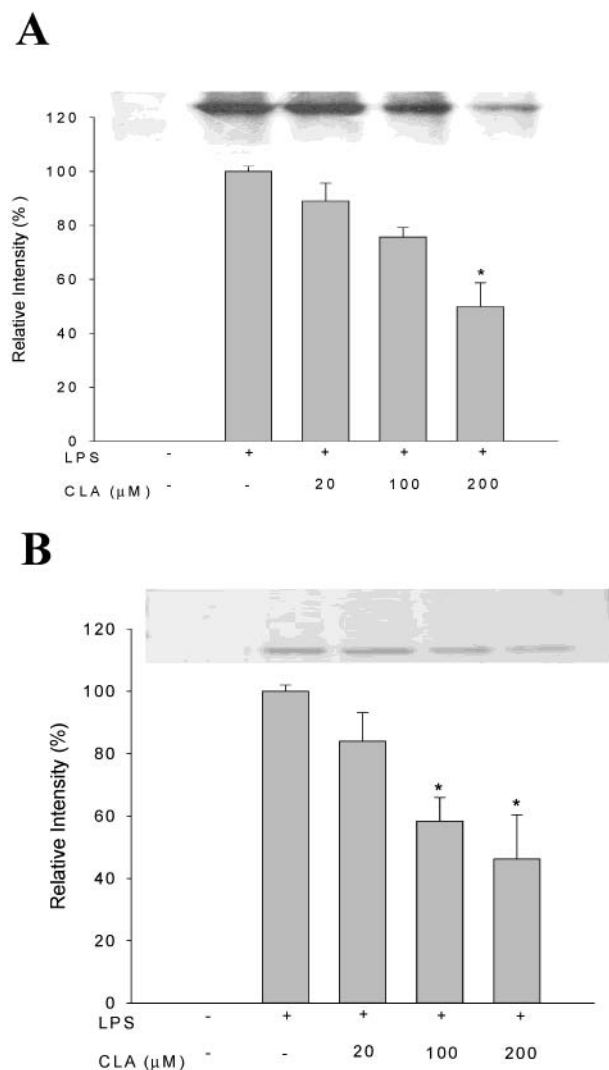 A
120
100
80
60
40
20
0
Relative Intensity (%)
*
LPS - + + + +
CLA (μM) - - 20 100 200
B
120
100
80
60
40
20
0
Relative Intensity (%)
* *
LPS - + + + +
CLA (μM) - - 20 100 200